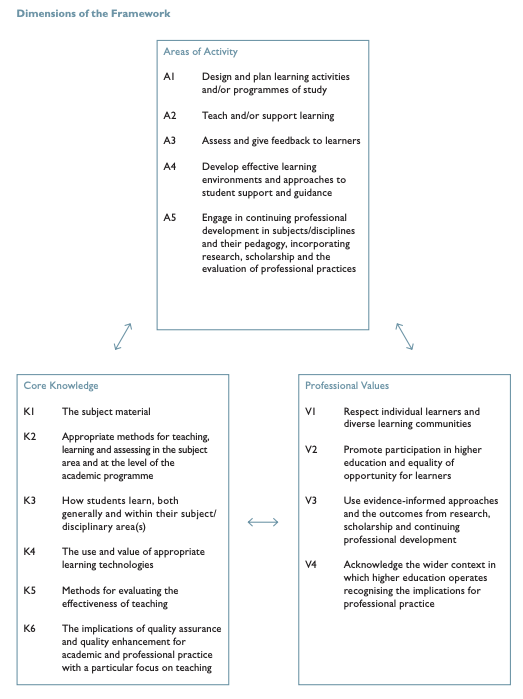 Dimensions of the Framework
Areas of Activity
A1 Design and plan learning activities
and/or programmes of study
A2 Teach and/or support learning
A3 Assess and give feedback to learners
A4 Develop effective learning
environments and approaches to
student support and guidance
A5 Engage in continuing professional
development in subjects/disciplines
and their pedagogy, incorporating
research, scholarship and the
evaluation of professional practices
Core Knowledge
K1 The subject material
K2 Appropriate methods for teaching,
learning and assessing in the subject
area and at the level of the
academic programme
K3 How students learn, both
generally and within their subject/
disciplinary area(s)
K4 The use and value of appropriate
learning technologies
K5 Methods for evaluating the
effectiveness of teaching
K6 The implications of quality assurance
and quality enhancement for
academic and professional practice
with a particular focus on teaching
Professional Values
V1 Respect individual learners and
diverse learning communities
V2 Promote participation in higher
education and equality of
opportunity for learners
V3 Use evidence-informed approaches
and the outcomes from research,
scholarship and continuing
professional development
V4 Acknowledge the wider context in
which higher education operates
recognising the implications for
professional practice